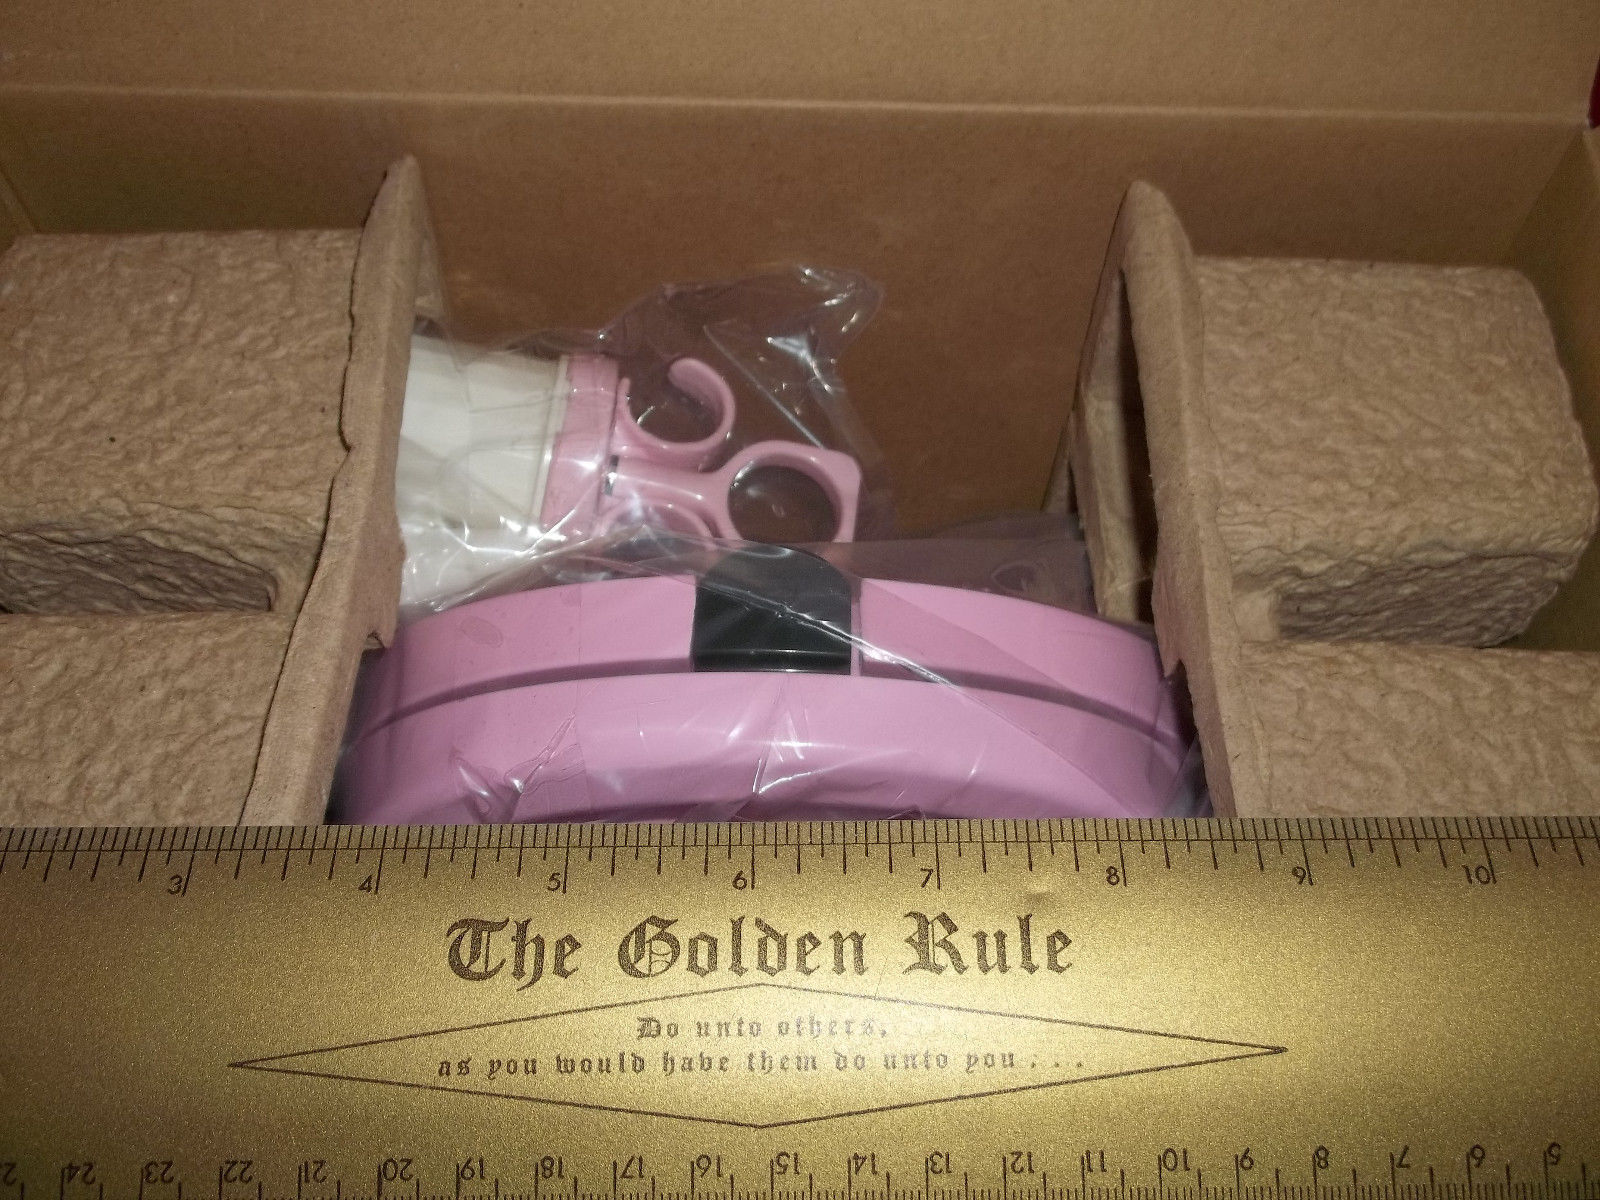 3 4 5 6 7 8 9 10
The Golden Rule
Do unto others,
as you would have them do unto you . . .
24 23 22 21 20 19 18 17 16 15 14 13 12 11 10 9 8 7 6 5